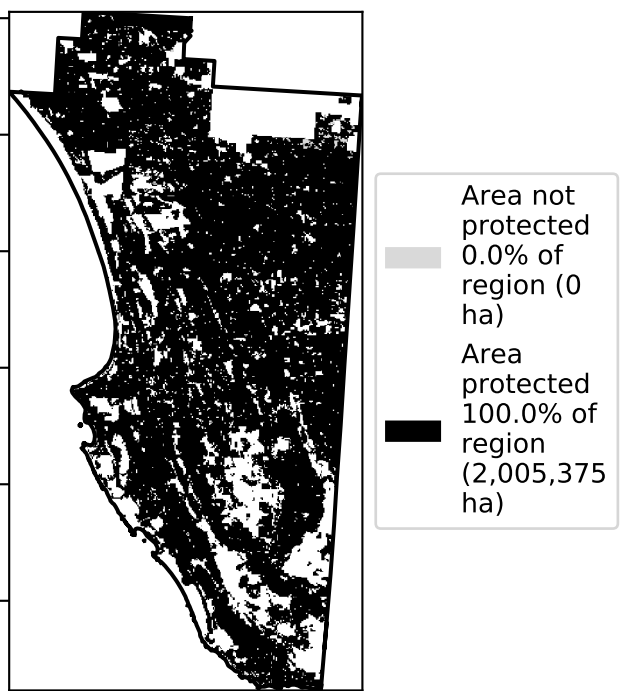 Area not
protected
0.0% of
region (0
ha)
Area
protected
100.0% of
region
(2,005,375
ha)